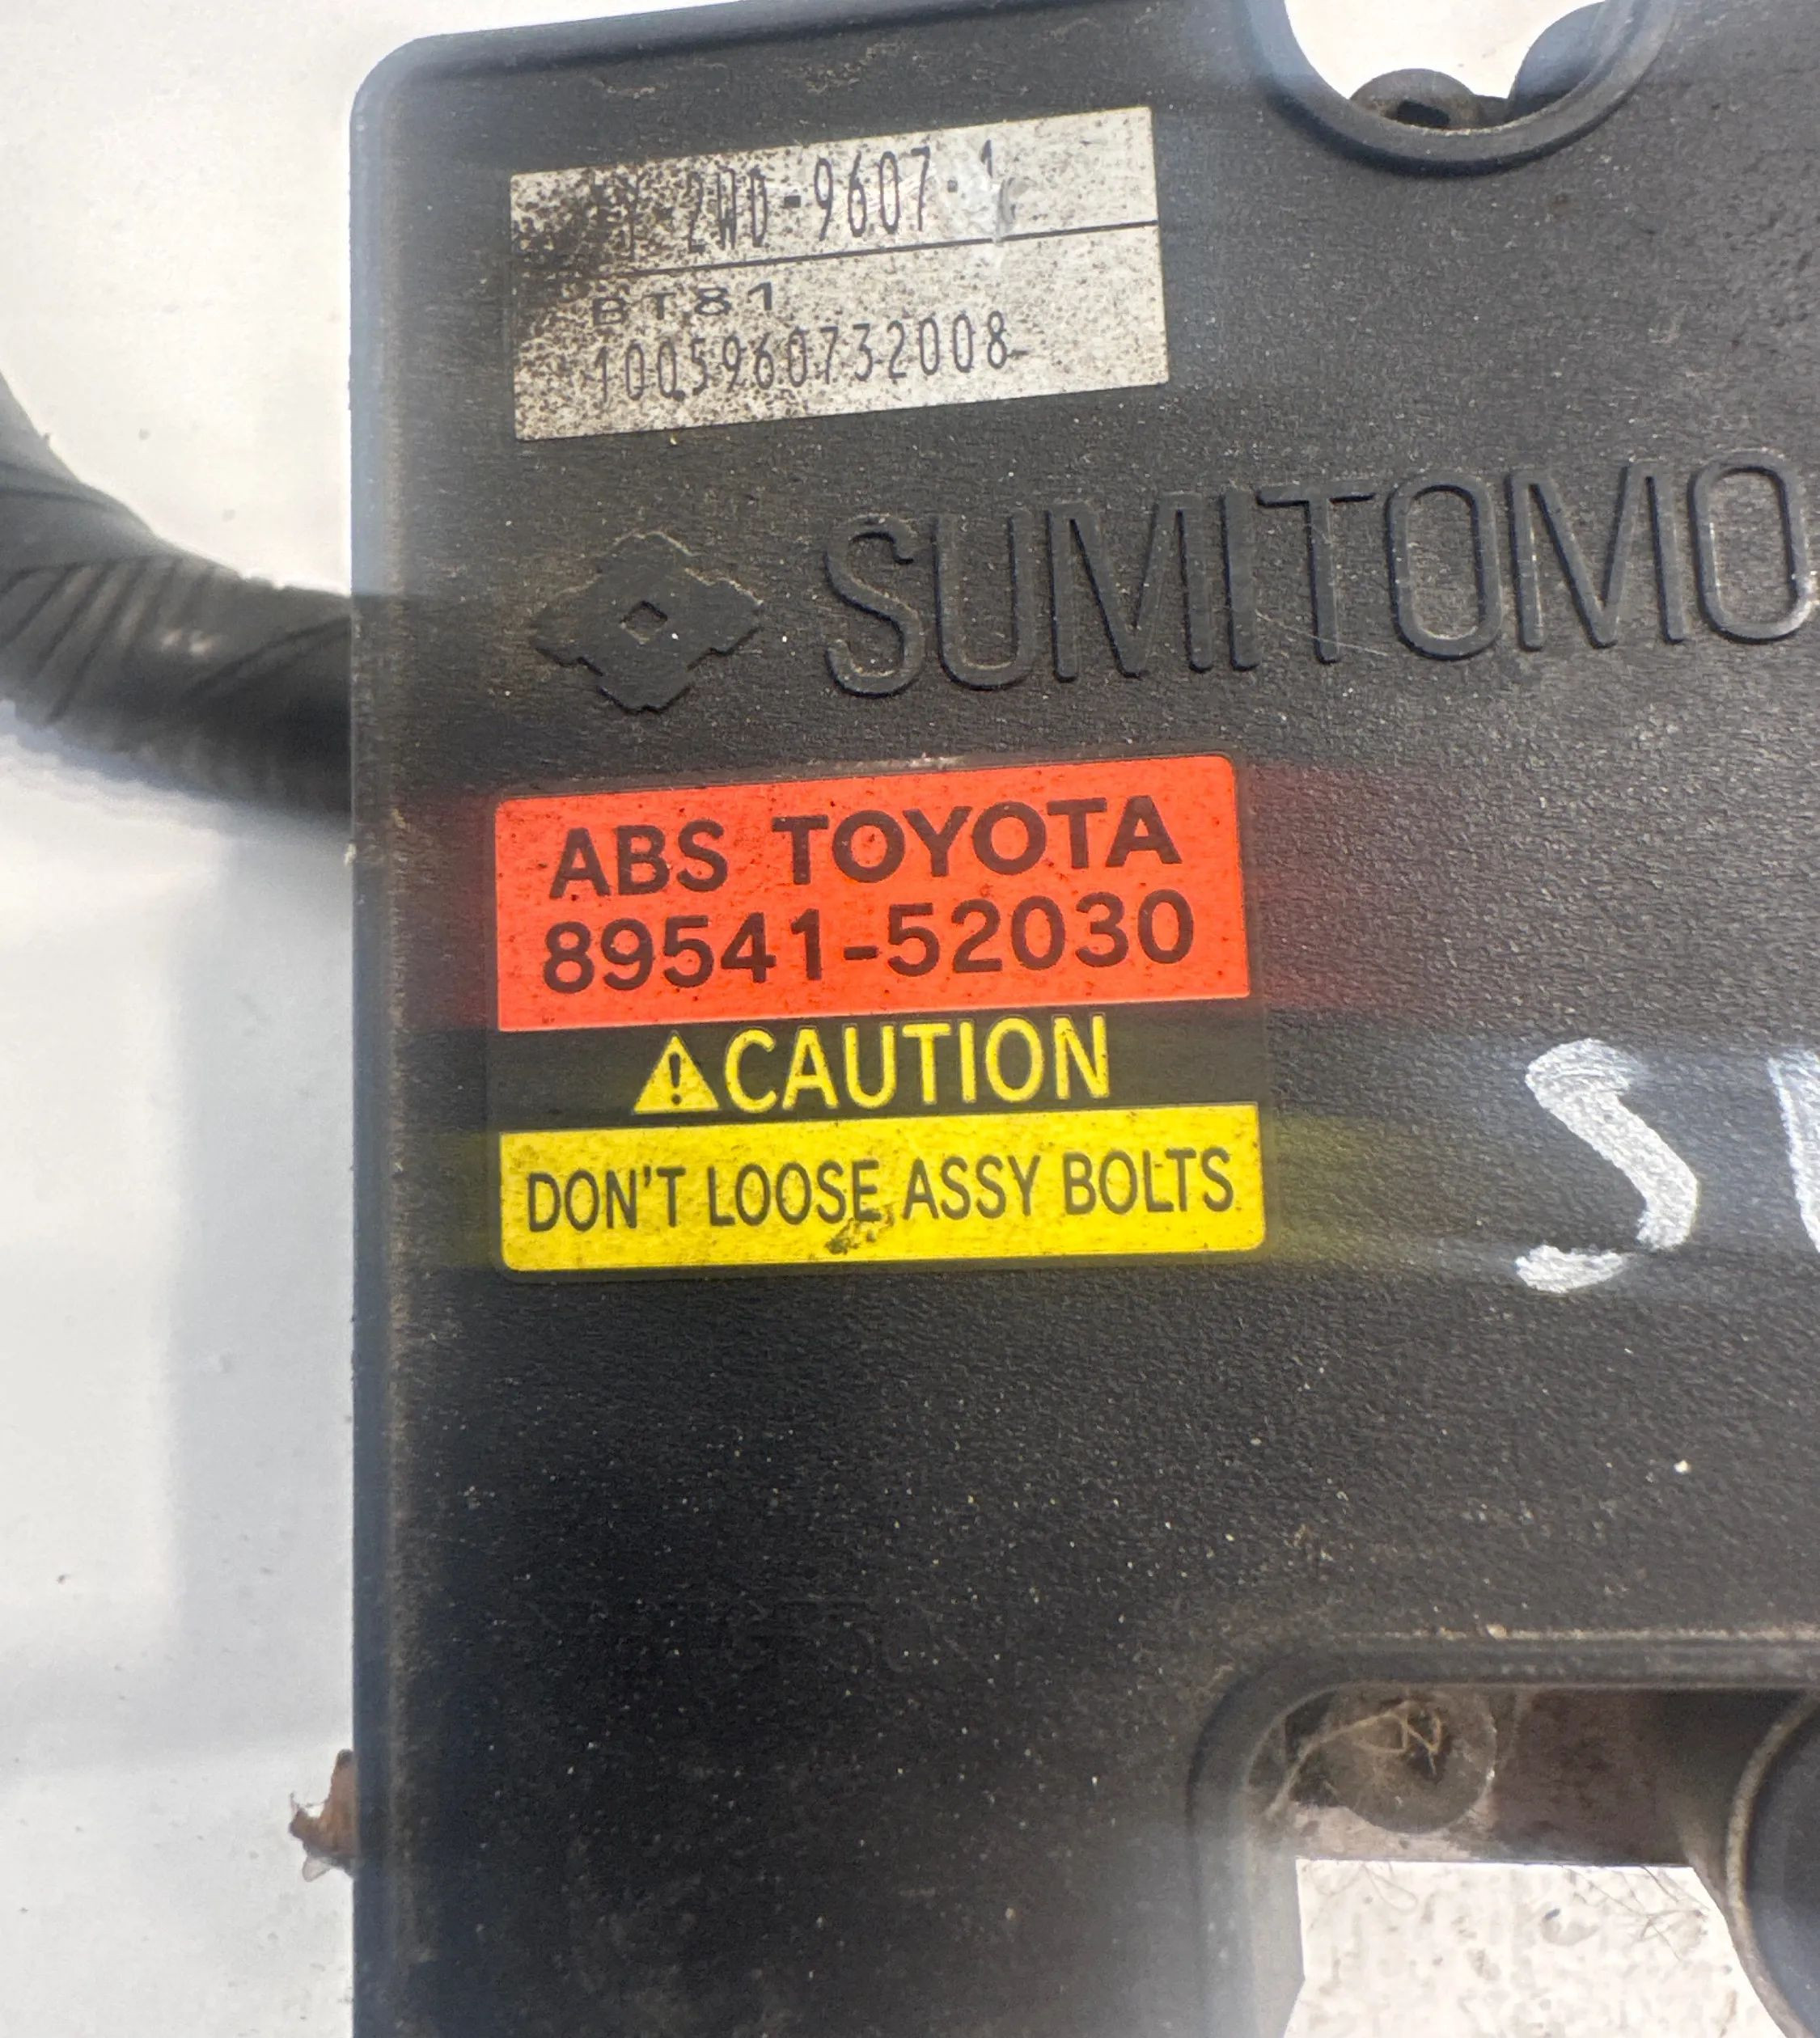 2WD-9607-1
BT81
1005960732008
SUMITOMO
ABS TOYOTA
89541-52030
CAUTION
DON'T LOOSE ASSY BOLTS
S